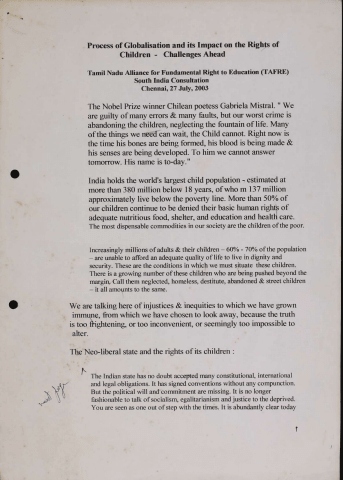 Process of Globalisation and its Impact on the Rights of
Children - Challenges Ahead
Tamil Nadu Alliance for Fundamental Right to Education (TAFRE)
South India Consultation
Chennai, 27 July, 2003
The Nobel Prize winner Chilean poetess Gabriela Mistral. " We
are guilty of many errors & many faults, but our worst crime is
abandoning the children, neglecting the fountain of life. Many
of the things we need can wait, the Child cannot. Right now is
the time his bones are being formed, his blood is being made &
his senses are being developed. To him we cannot answer
tomorrow. His name is to-day."
India holds the world's largest child population - estimated at
more than 380 million below 18 years, of who m 137 million
approximately live below the poverty line. More than 50% of
our children continue to be denied their basic human rights of
adequate nutritious food, shelter, and education and health care.
The most dispensable commodities in our society are the children of the poor.
Increasingly millions of adults & their children – 60% - 70% of the population
– are unable to afford an adequate quality of life to live in dignity and
security. These are the conditions in which we must situate these children.
There is a growing number of these children who are being pushed beyond the
margin, Call them neglected, homeless, destitute, abandoned & street children
– it all amounts to the same.
We are talking here of injustices & inequities to which we have grown
immune, from which we have chosen to look away, because the truth
is too frightening, or too inconvenient, or seemingly too impossible to
alter.
The Neo-liberal state and the rights of its children :
The Indian state has no doubt accepted many constitutional, international
and legal obligations. It has signed conventions without any compunction.
But the political will and commitment are missing. It is no longer
fashionable to talk of socialism, egalitarianism and justice to the deprived.
You are seen as one out of step with the times. It is abundantly clear today